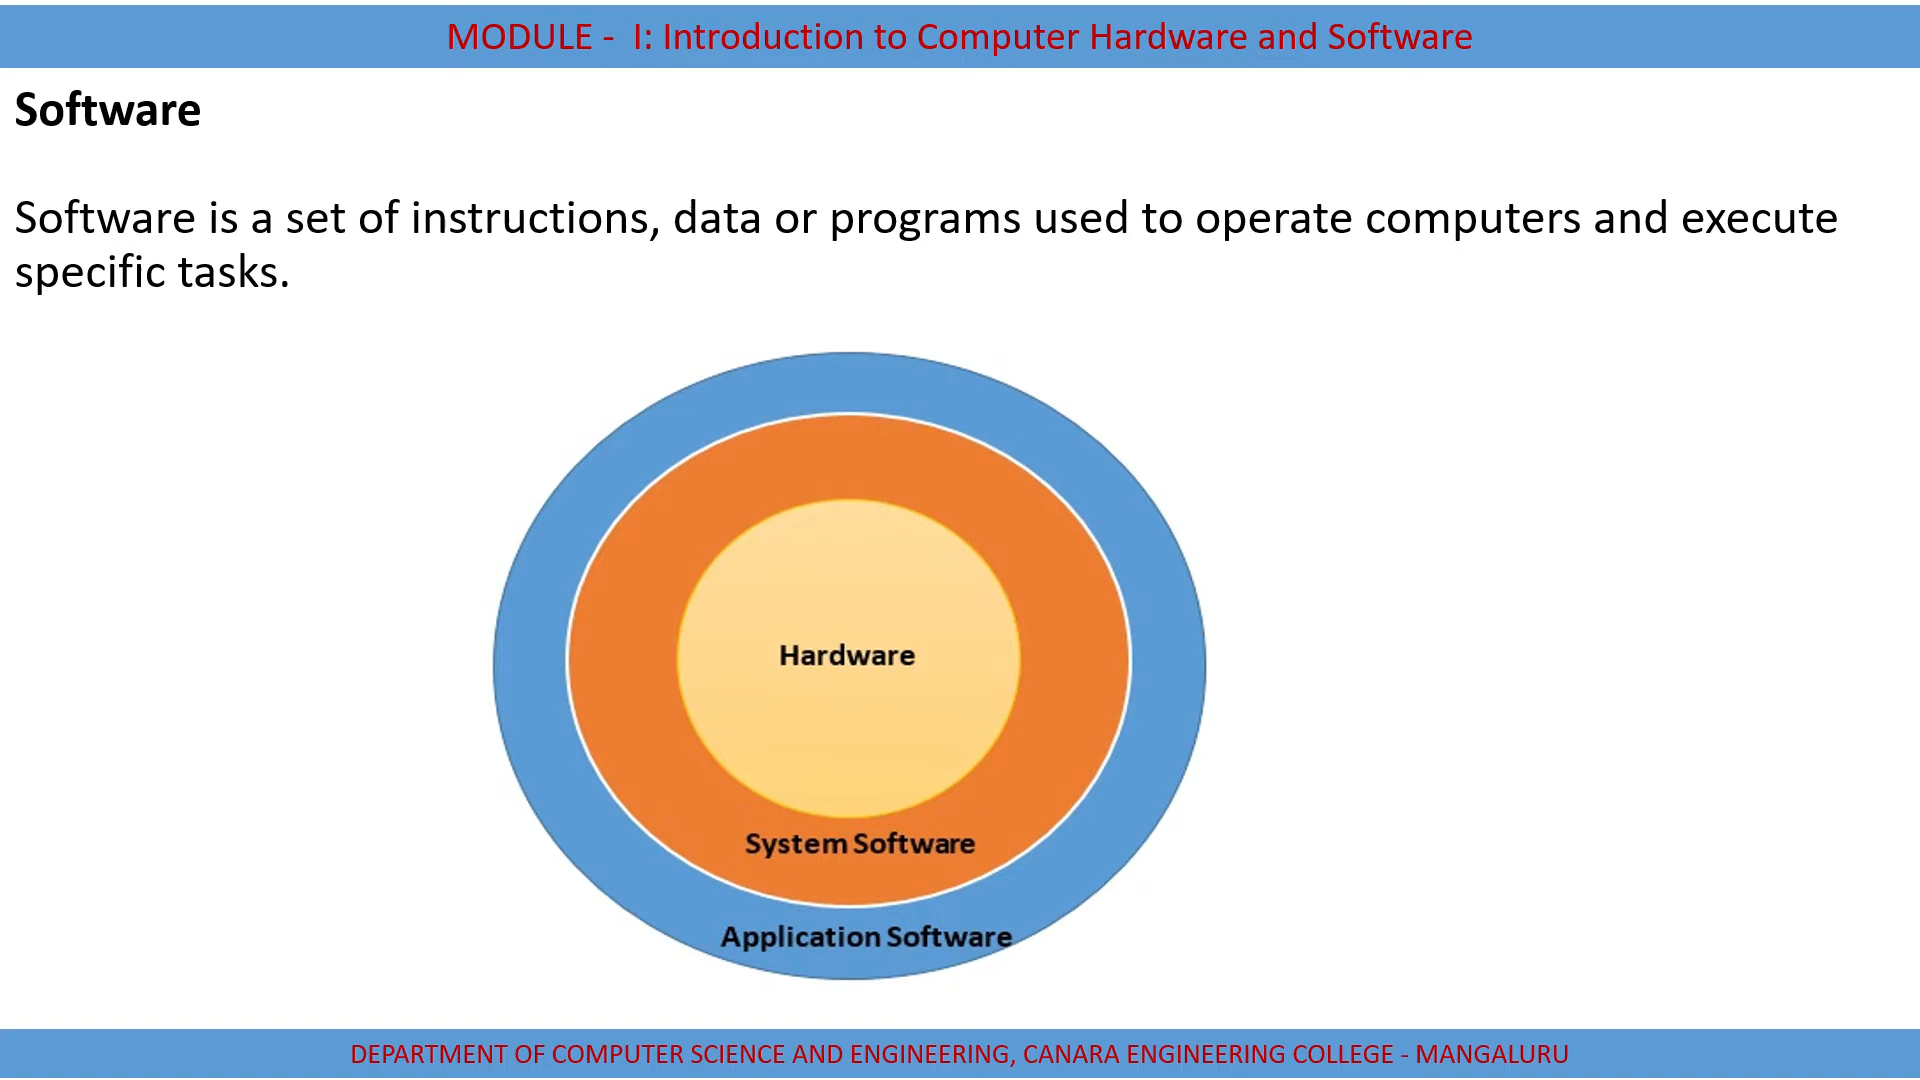 MODULE -  I: Introduction to Computer Hardware and Software
Software
Software is a set of instructions, data or programs used to operate computers and execute
specific tasks.
Hardware
System Software
Application Software
DEPARTMENT OF COMPUTER SCIENCE AND ENGINEERING, CANARA ENGINEERING COLLEGE - MANGALURU